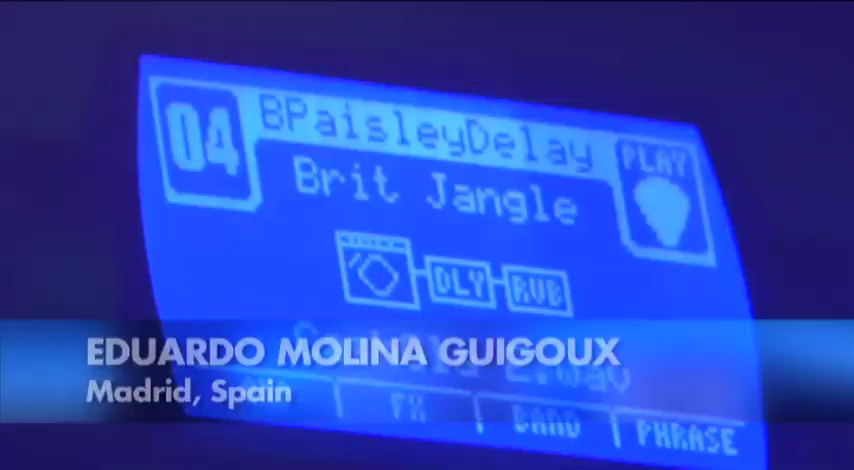 04
BPaisleyDelay
PLAY
Brit Jangle
DLY
RVB
EDUARDO MOLINA GUIGOUX
Madrid, Spain
FX
BAND
PHRASE